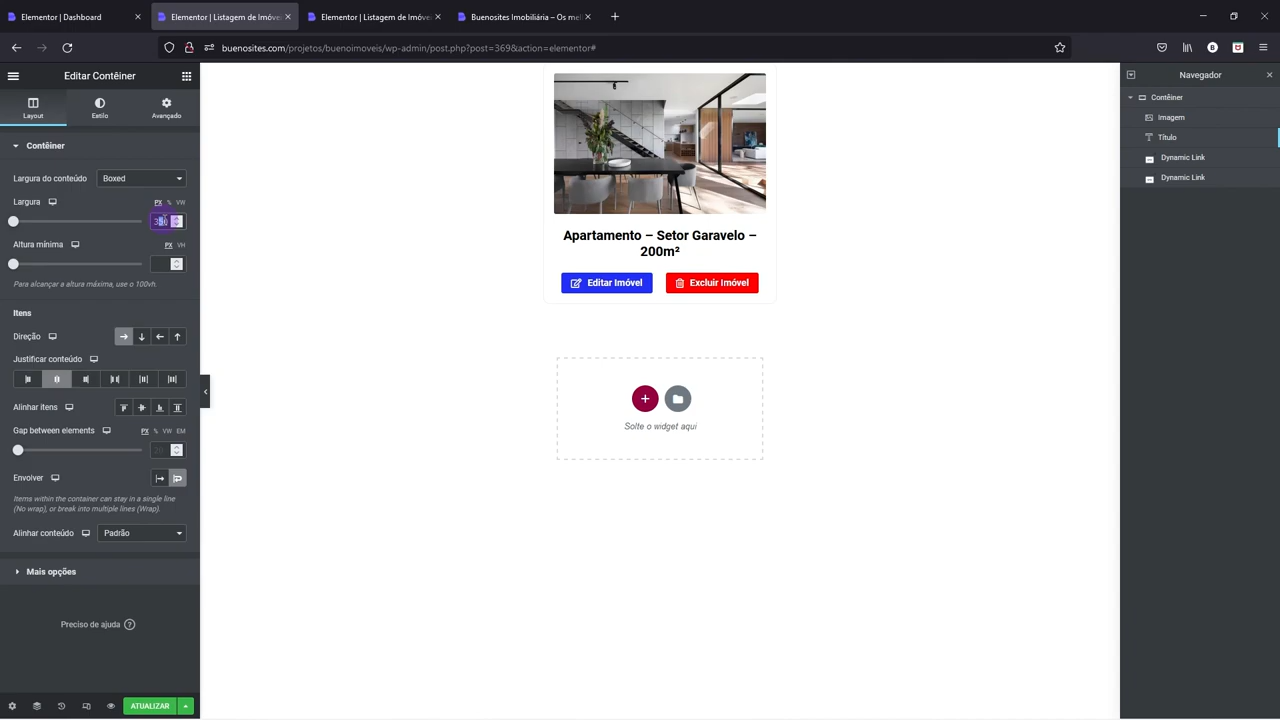 Elementor | Dashboard
Elementor | Listagem de Imóve
Elementor | Listagem de Imóvei
Buenosites Imobiliária – Os mel
buenosites.com/projetos/buenoimoveis/wp-admin/post.php?post=369&action=elementor#
Editar Contêiner
Layout
Estilo
Avançado
Contêiner
Largura do conteúdo
Boxed
Largura
PX % VW
Altura mínima
PX VH
Para alcançar a altura máxima, use o 100vh.
Itens
Direção
Justificar conteúdo
Alinhar itens
Gap between elements
PX % VW EM
20
Envolver
Items within the container can stay in a single line
(No wrap), or break into multiple lines (Wrap).
Alinhar conteúdo
Padrão
Mais opções
Preciso de ajuda
ATUALIZAR
Apartamento – Setor Garavelo –
200m²
Editar Imóvel
Excluir Imóvel
Solte o widget aqui
Navegador
Contêiner
Imagem
Título
Dynamic Link
Dynamic Link